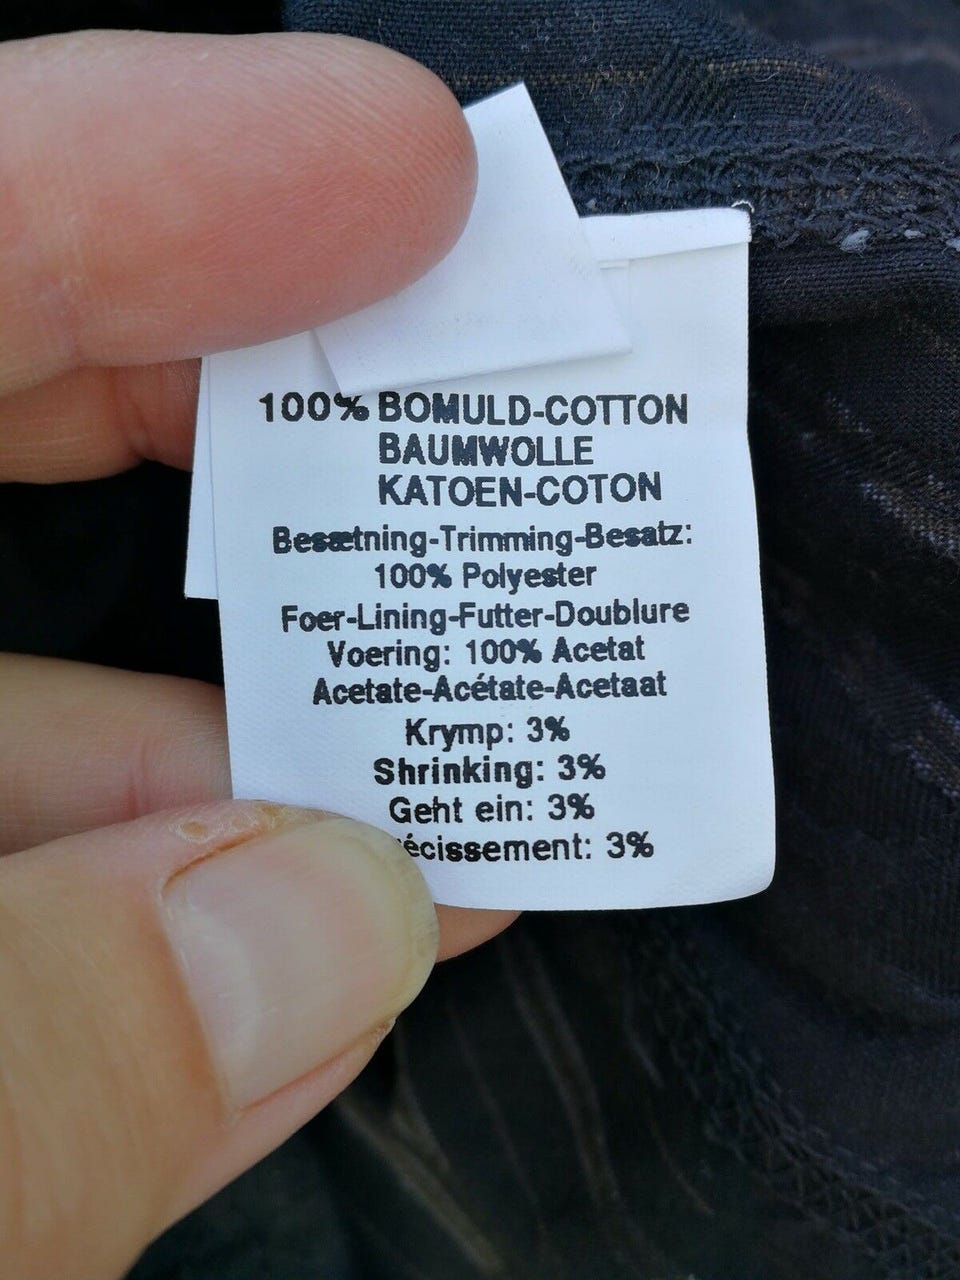 100% BOMULD-COTTON
BAUMWOLLE
KATOEN-COTON
Besætning-Trimming-Besatz:
100% Polyester
Foer-Lining-Futter-Doublure
Voering: 100% Acetat
Acetate-Acétate-Acetaat
Krymp: 3%
Shrinking: 3%
Geht ein: 3%
écissement: 3%